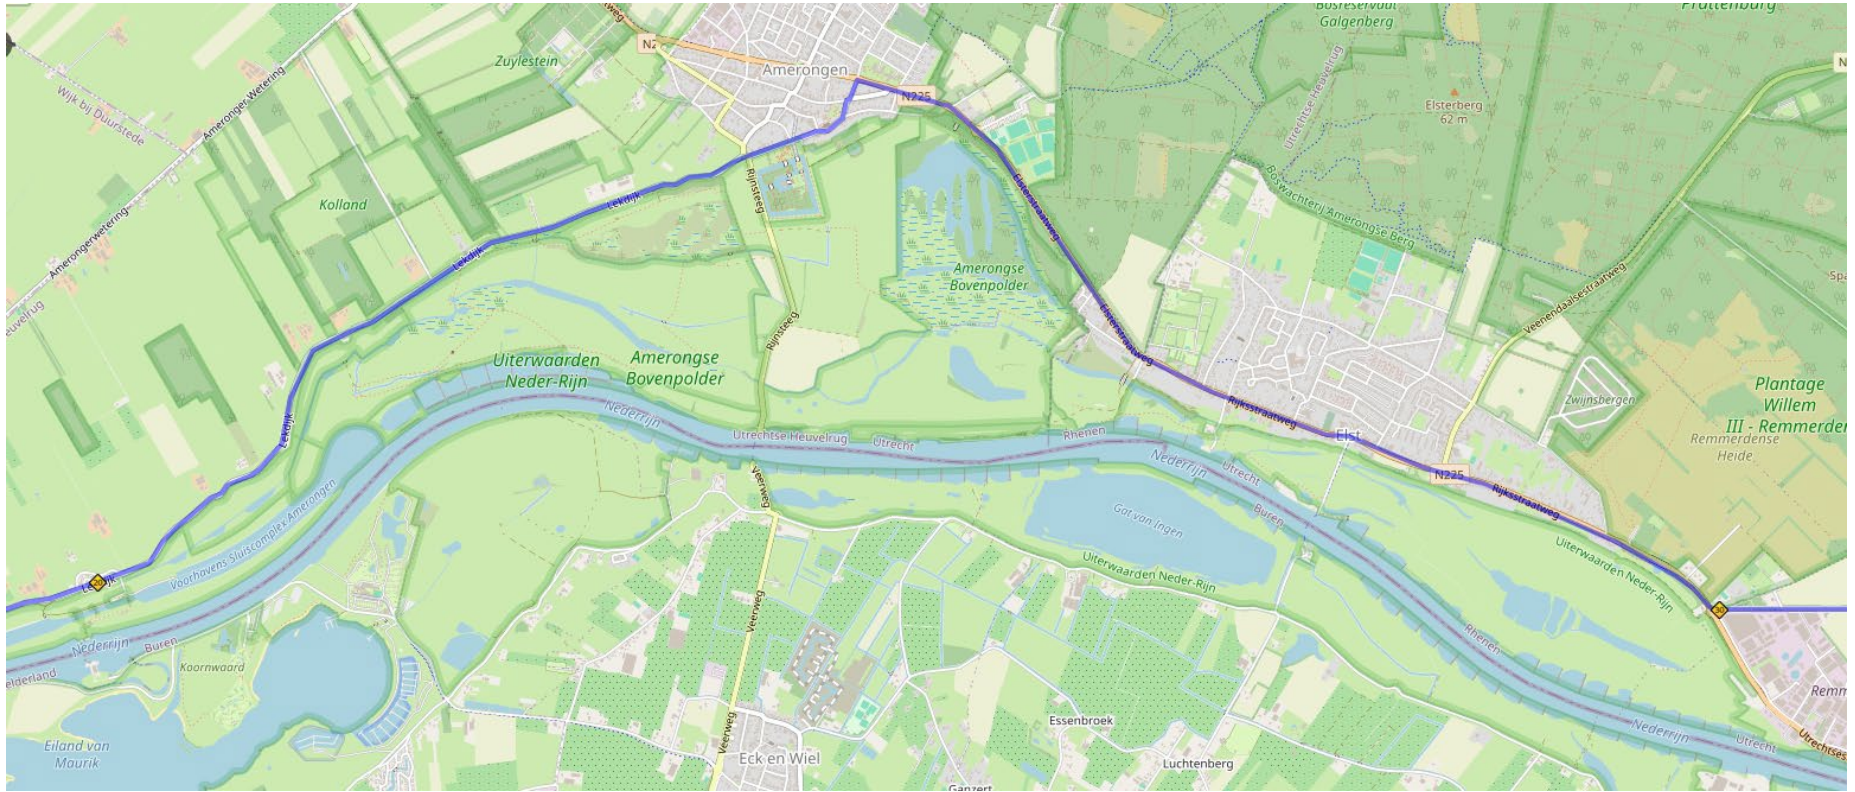 Bosreservaat
Galgenberg
Zuylestein
Amerongen
N225
Elsterberg
62 m
Utrechtse Heuvelrug
Wijk bij Duurstede
Ameronger Wetering
Kolland
Amerongerwetering
Lekdijk
Rijnsteeg
Elsterstraatweg
Boswachterij Amerongse Berg
Lekdijk
Amerongse
Bovenpolder
Veenendaalsestraatweg
Rijnsteeg
Elsterstraatweg
Uiterwaarden
Neder-Rijn
Amerongse
Bovenpolder
Plantage
Willem
III - Remmerden
Zwijnsbergen
Remmerdense
Heide
Lekdijk
Nederrijn
Utrechtse Heuvelrug
Utrecht
Rhenen
Rijksstraatweg
Elst
Nederrijn
Utrecht
N225
Rijksstraatweg
Veerweg
Voorhavens Sluiscomplex Amerongen
Gat van Ingen
Buren
Uiterwaarden Neder-Rijn
Uiterwaarden Neder-Rijn
Lekdijk
20
30
Veerweg
Nederrijn
Buren
Rhenen
Koornwaard
Essenbroek
Veerweg
Nederrijn
Utrecht
Eiland van
Maurik
Eck en Wiel
Luchtenberg
Ganzert